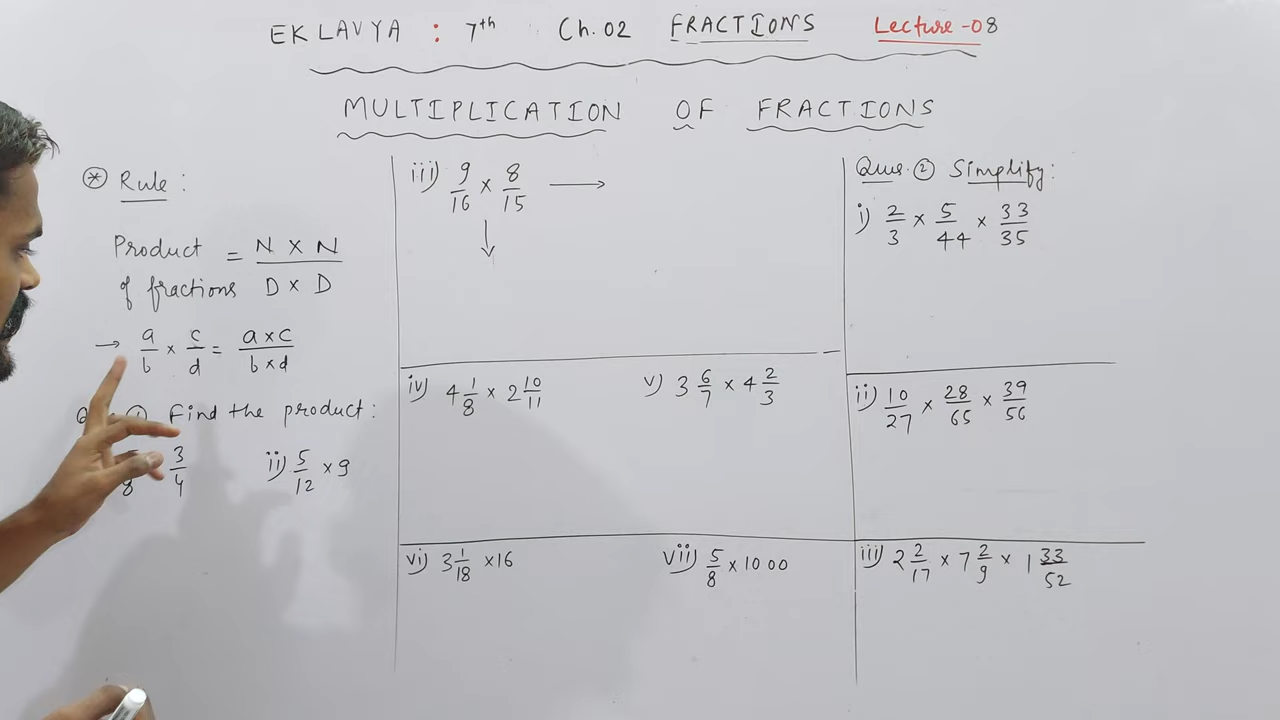 EKLAVYA : 7th Ch.02 FRACTIONS Lecture-08
MULTIPLICATION OF FRACTIONS
* Rule:
Product of fractions = N × N / D × D
→ a/b × c/d = a×c / b×d
① Find the product:
3/4
ii) 5/12 × 9
iii) 9/16 × 8/15 →
↓
iv) 4 1/8 × 2 10/11
v) 3 6/7 × 4 2/3
vi) 3 1/18 × 16
vii) 5/8 × 1000
Que. ② Simplify:
i) 2/3 × 5/44 × 33/35
ii) 10/27 × 28/65 × 39/56
iii) 2 2/17 × 7 2/9 × 1 33/52